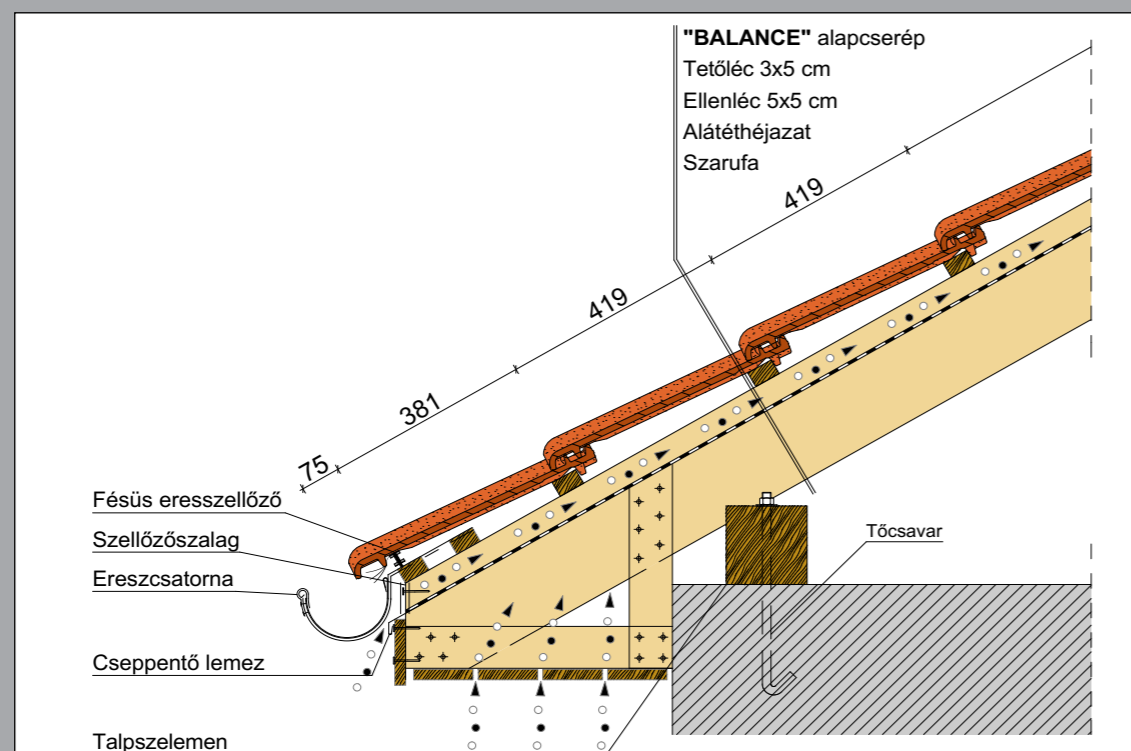 "BALANCE" alapcserép
Tetőléc 3x5 cm
Ellenléc 5x5 cm
Alátéthéjazat
Szarufa
419
419
381
75
Fésüs eresszellőző
Szellőzőszalag
Ereszcsatorna
Tőcsavar
Cseppentő lemez
Talpszelemen